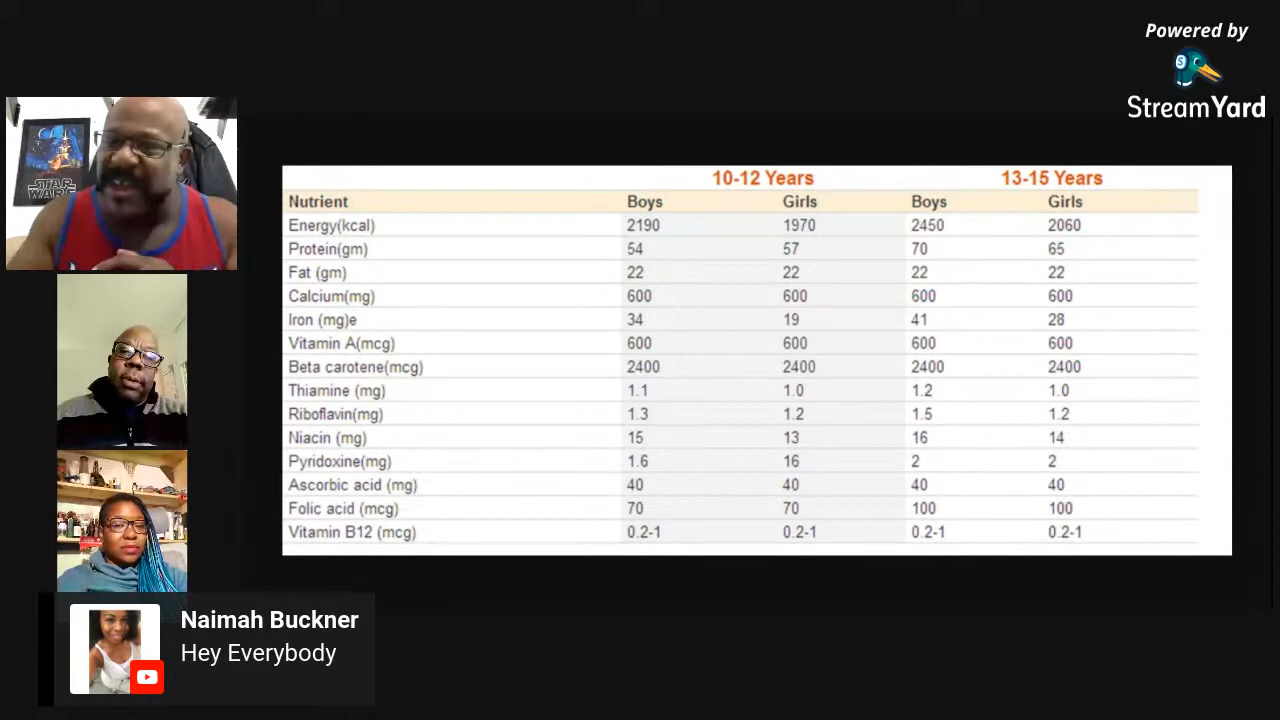 Powered by
StreamYard
STAR
WARS
10-12 Years 13-15 Years
Nutrient Boys Girls Boys Girls
Energy(kcal) 2190 1970 2450 2060
Protein(gm) 54 57 70 65
Fat (gm) 22 22 22 22
Calcium(mg) 600 600 600 600
Iron (mg)e 34 19 41 28
Vitamin A(mcg) 600 600 600 600
Beta carotene(mcg) 2400 2400 2400 2400
Thiamine (mg) 1.1 1.0 1.2 1.0
Riboflavin(mg) 1.3 1.2 1.5 1.2
Niacin (mg) 15 13 16 14
Pyridoxine(mg) 1.6 16 2 2
Ascorbic acid (mg) 40 40 40 40
Folic acid (mcg) 70 70 100 100
Vitamin B12 (mcg) 0.2-1 0.2-1 0.2-1 0.2-1
Naimah Buckner
Hey Everybody